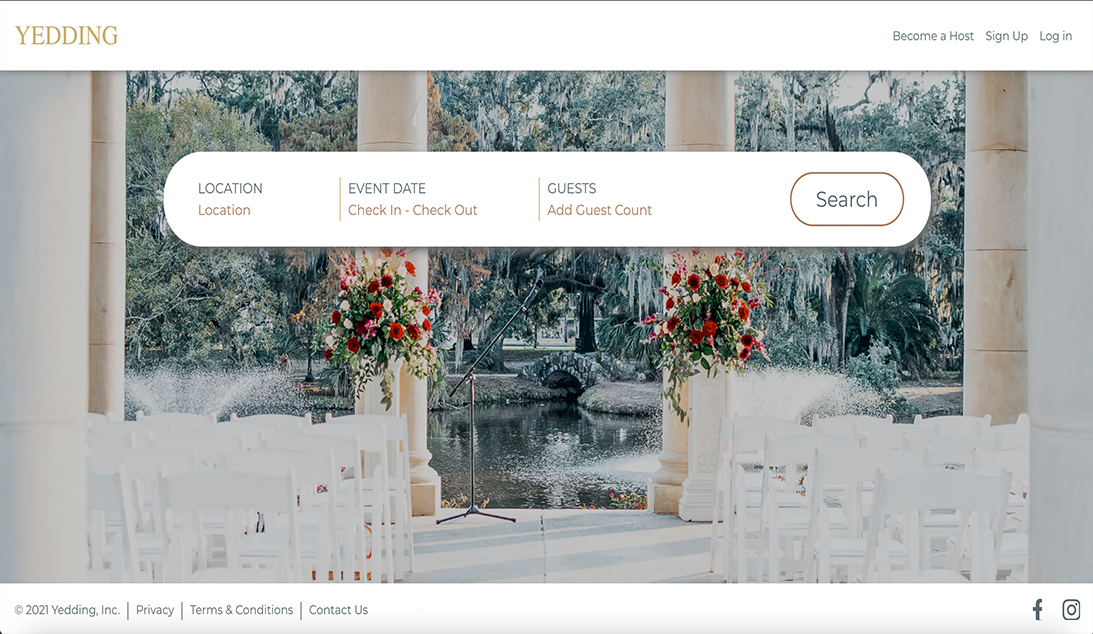 YEDDING
Become a Host Sign Up Log in
LOCATION EVENT DATE GUESTS
Location Check In - Check Out Add Guest Count
Search
© 2021 Yedding, Inc. | Privacy | Terms & Conditions | Contact Us